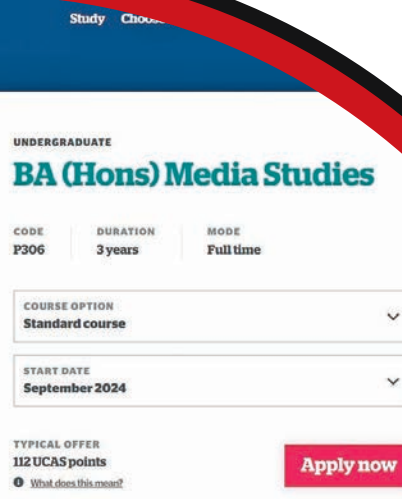 Study
UNDERGRADUATE
BA (Hons) Media Studies
CODE DURATION MODE
P306 3 years Full time
COURSE OPTION
Standard course
START DATE
September 2024
TYPICAL OFFER
112 UCAS points
What does this mean?
Apply now